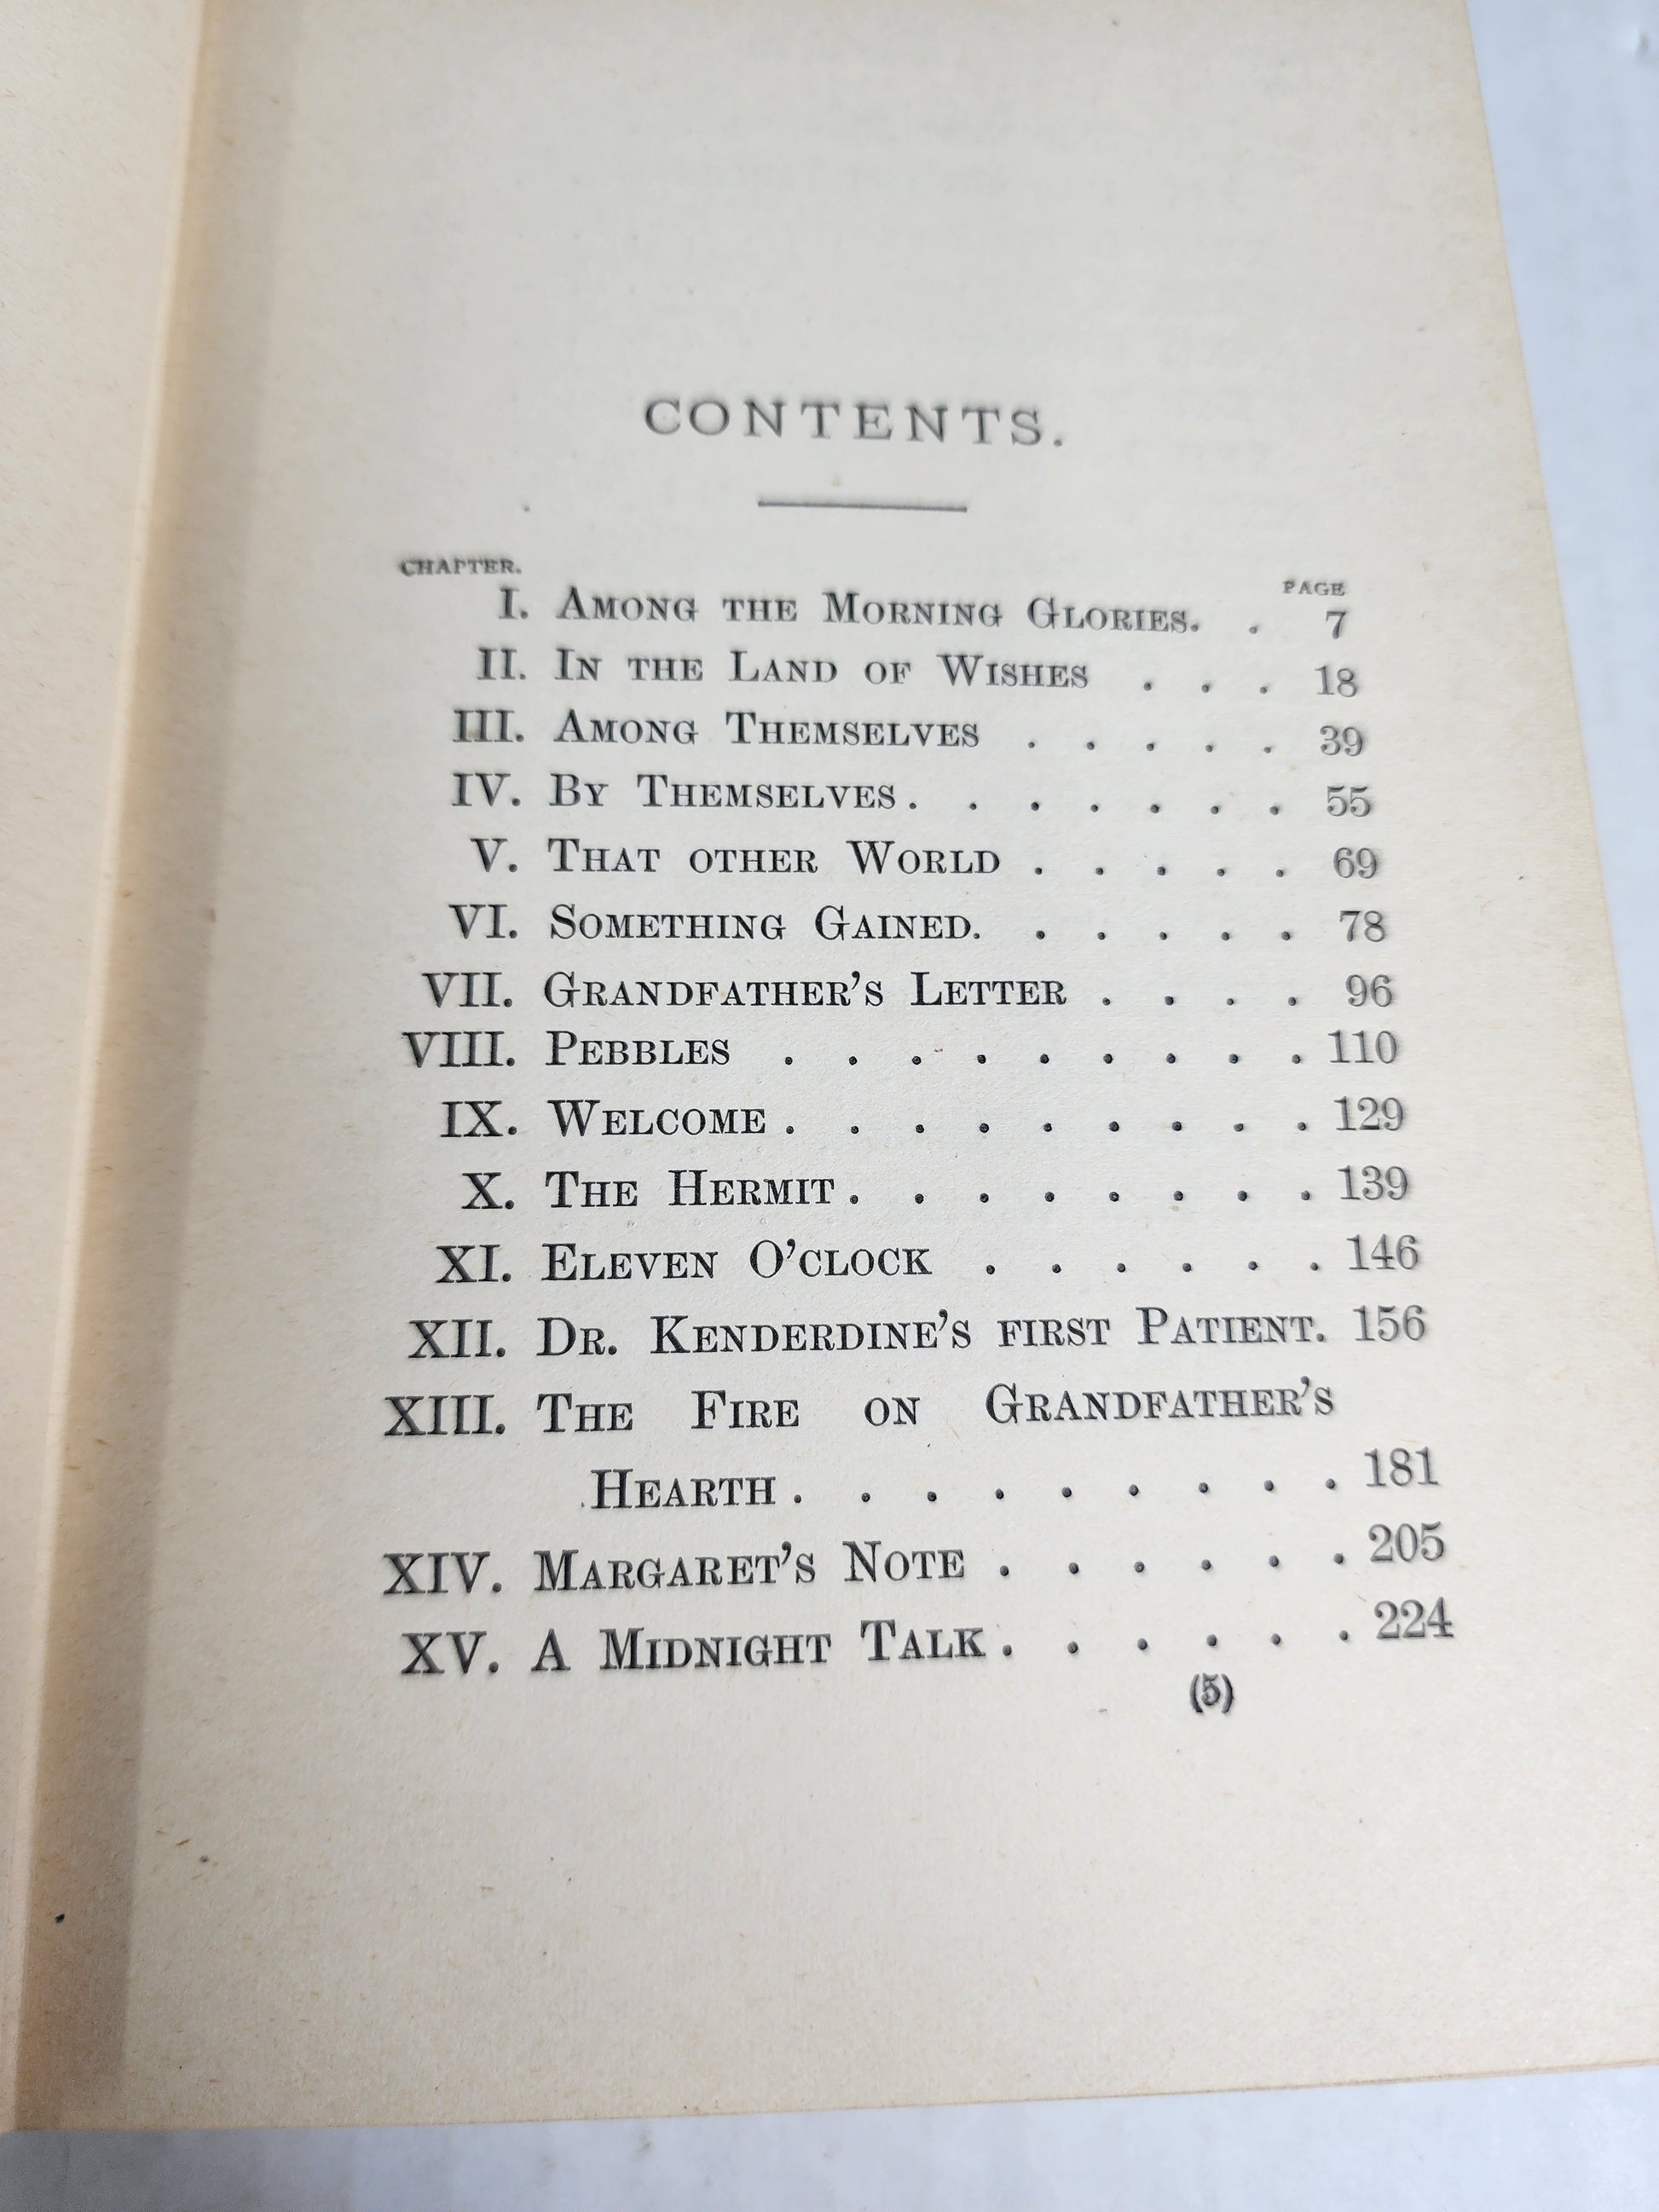 CONTENTS.
CHAPTER.
PAGE
I. AMONG THE MORNING GLORIES. . 7
II. IN THE LAND OF WISHES . . . 18
III. AMONG THEMSELVES . . . . . 39
IV. BY THEMSELVES . . . . . . . 55
V. THAT OTHER WORLD . . . . . 69
VI. SOMETHING GAINED. . . . . . 78
VII. GRANDFATHER'S LETTER . . . . 96
VIII. PEBBLES . . . . . . . . . 110
IX. WELCOME . . . . . . . . . 129
X. THE HERMIT . . . . . . . . 139
XI. ELEVEN O'CLOCK . . . . . . 146
XII. DR. KENDERDINE'S FIRST PATIENT. 156
XIII. THE FIRE ON GRANDFATHER'S
HEARTH . . . . . . . . . 181
XIV. MARGARET'S NOTE . . . . . . 205
XV. A MIDNIGHT TALK . . . . . . 224
(5)